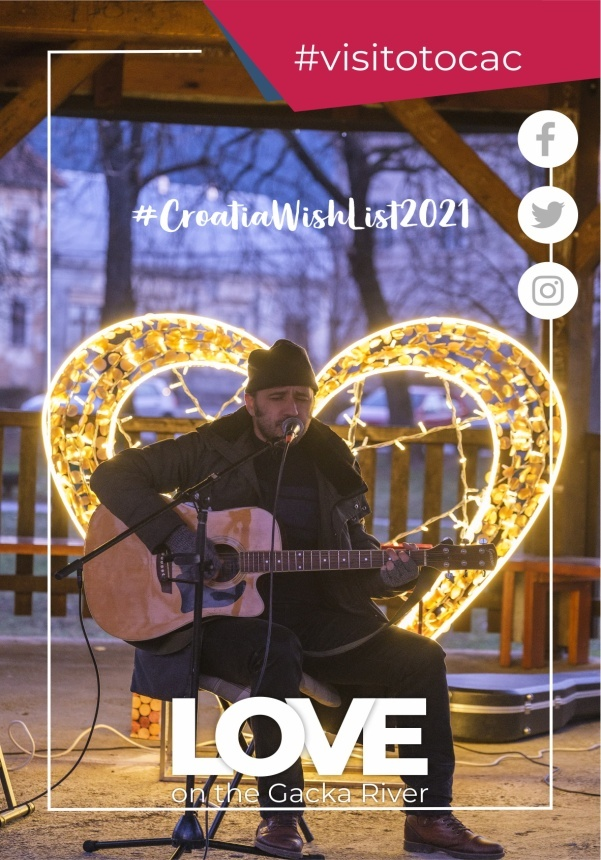 #visitotocac
#CroatiaWishList2021
LOVE
on the Gacka River